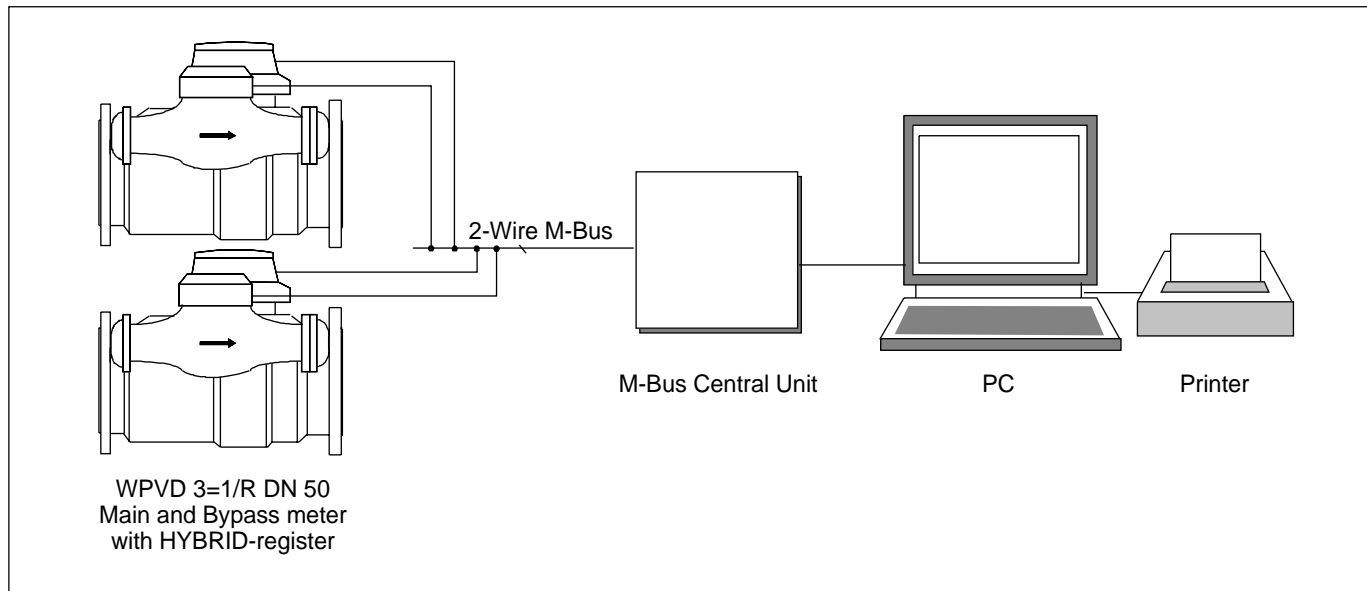 2-Wire M-Bus
M-Bus Central Unit
PC
Printer
WPVD 3=1/R DN 50
Main and Bypass meter
with HYBRID-register